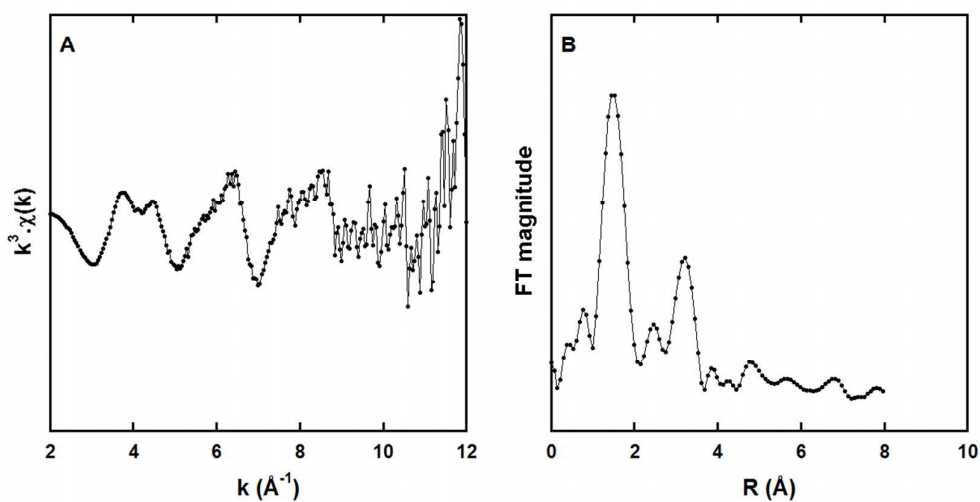 A
k³.χ(k)
2 4 6 8 10 12
k (Å⁻¹)
B
FT magnitude
0 2 4 6 8 10
R (Å)